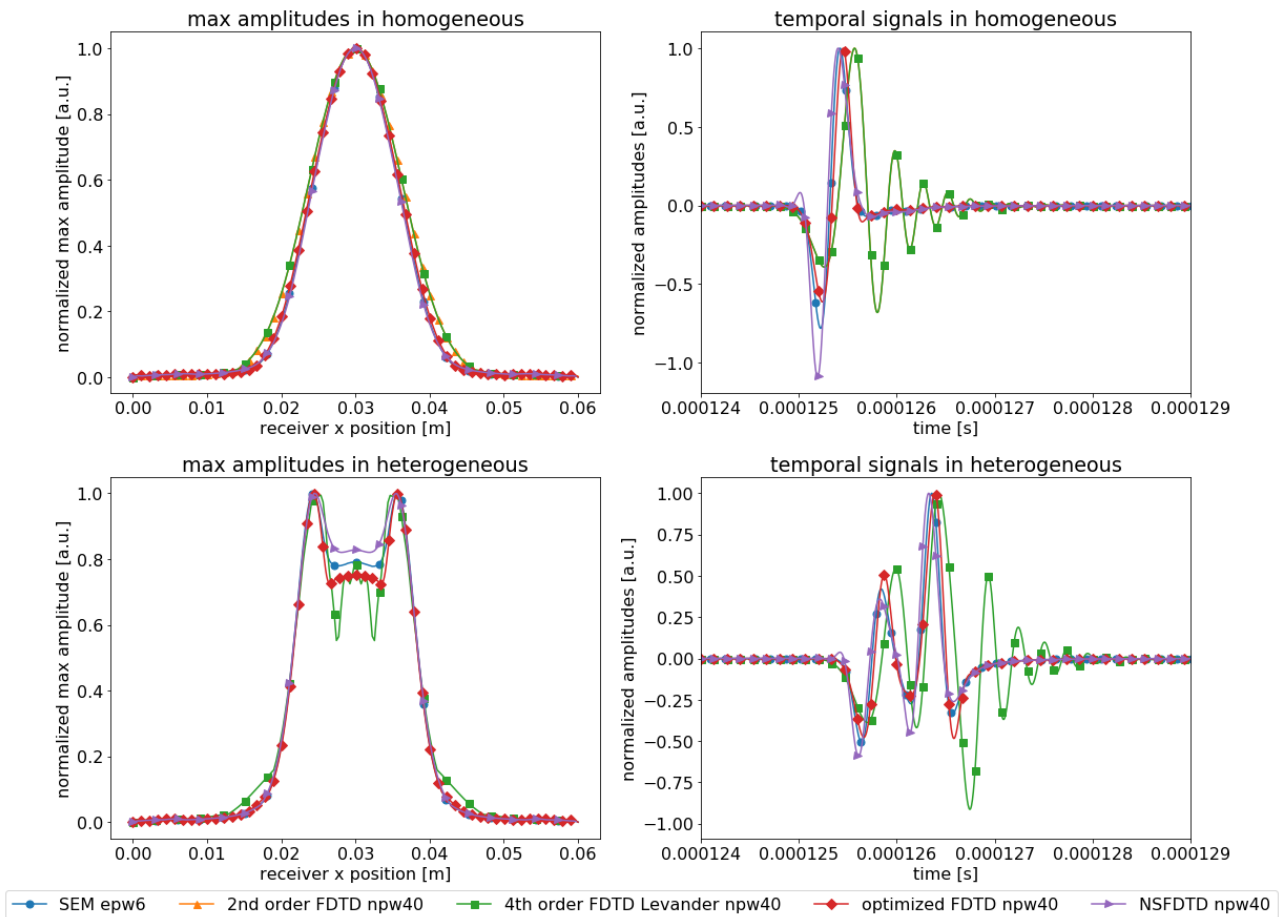 max amplitudes in homogeneous
normalized max amplitude [a.u.]
1.0
0.8
0.6
0.4
0.2
0.0
0.00 0.01 0.02 0.03 0.04 0.05 0.06
receiver x position [m]
temporal signals in homogeneous
normalized amplitudes [a.u.]
1.0
0.5
0.0
−0.5
−1.0
0.000124 0.000125 0.000126 0.000127 0.000128 0.000129
time [s]
max amplitudes in heterogeneous
normalized max amplitude [a.u.]
1.0
0.8
0.6
0.4
0.2
0.0
0.00 0.01 0.02 0.03 0.04 0.05 0.06
receiver x position [m]
temporal signals in heterogeneous
normalized amplitudes [a.u.]
1.00
0.75
0.50
0.25
0.00
−0.25
−0.50
−0.75
−1.00
0.000124 0.000125 0.000126 0.000127 0.000128 0.000129
time [s]
SEM epw6 2nd order FDTD npw40 4th order FDTD Levander npw40 optimized FDTD npw40 NSFDTD npw40